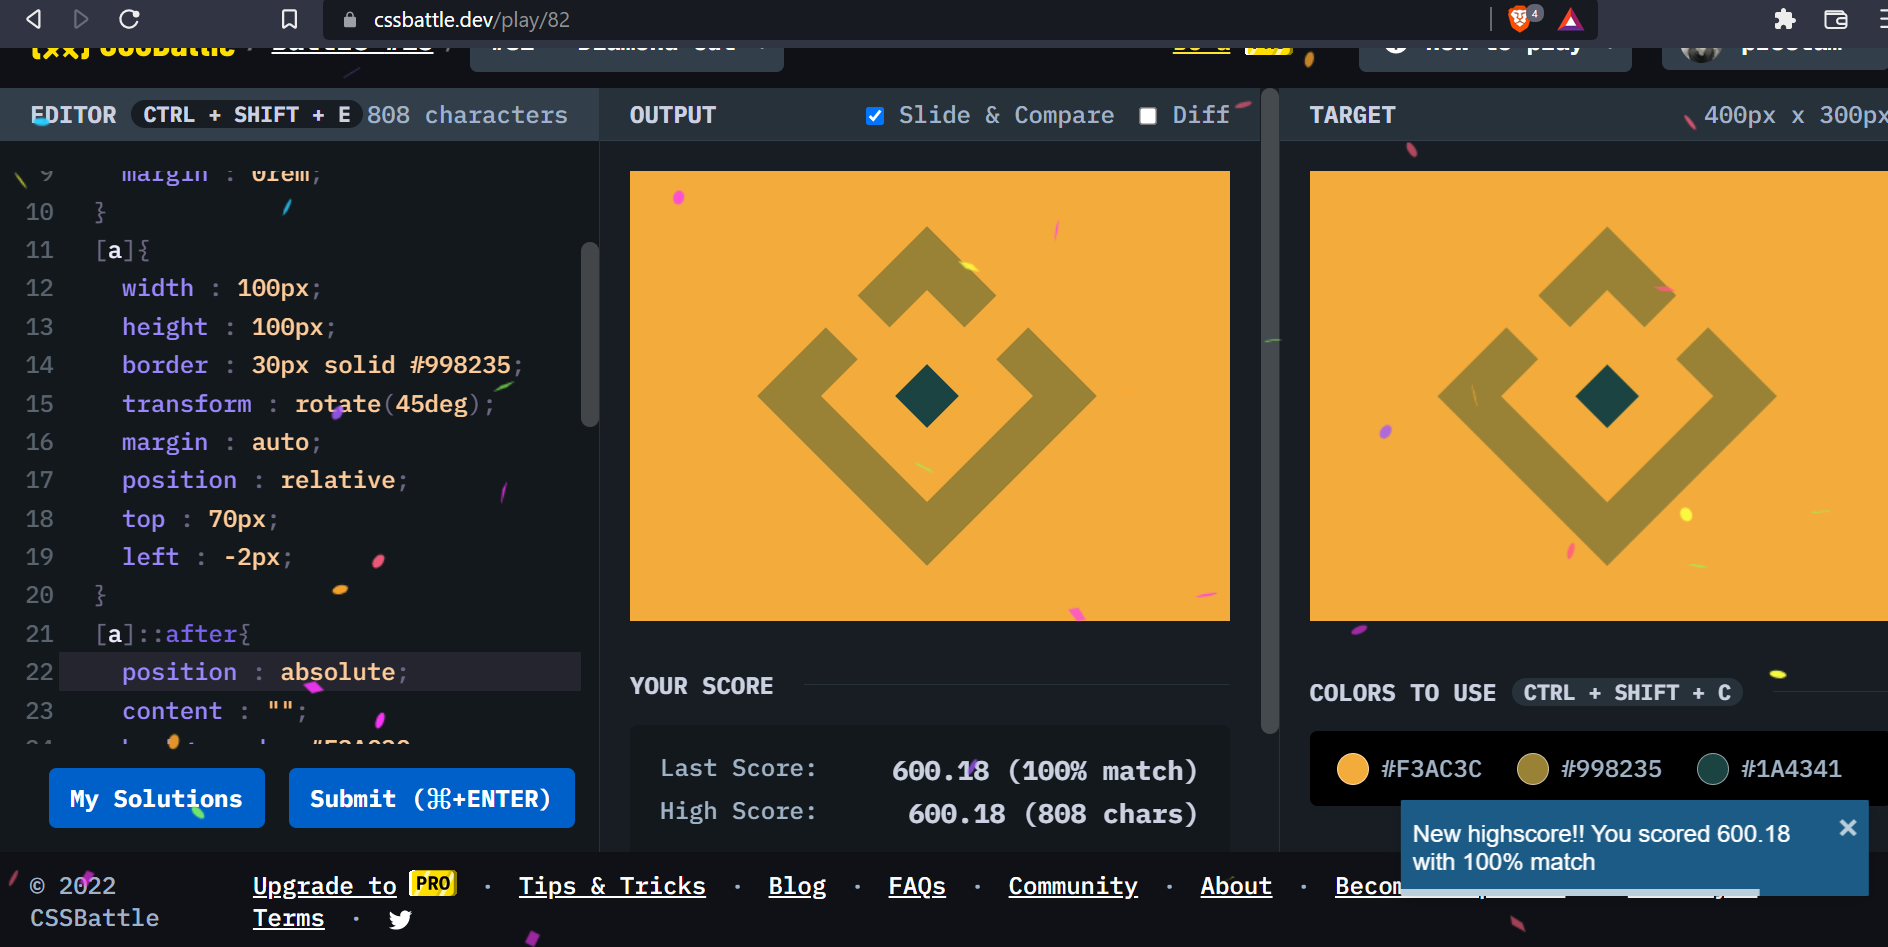 cssbattle.dev/play/82
4
EDITOR CTRL + SHIFT + E 808 characters
OUTPUT Slide & Compare Diff
TARGET 400px x 300px
9 margin : 0rem;
10 }
11 [a]{
12 width : 100px;
13 height : 100px;
14 border : 30px solid #998235;
15 transform : rotate(45deg);
16 margin : auto;
17 position : relative;
18 top : 70px;
19 left : -2px;
20 }
21 [a]::after{
22 position : absolute;
23 content : "";
My Solutions
Submit (⌘+ENTER)
YOUR SCORE
Last Score: 600.18 (100% match)
High Score: 600.18 (808 chars)
COLORS TO USE CTRL + SHIFT + C
#F3AC3C #998235 #1A4341
New highscore!! You scored 600.18
with 100% match
© 2022
CSSBattle
Upgrade to PRO · Tips & Tricks · Blog · FAQs · Community · About ·
Terms ·